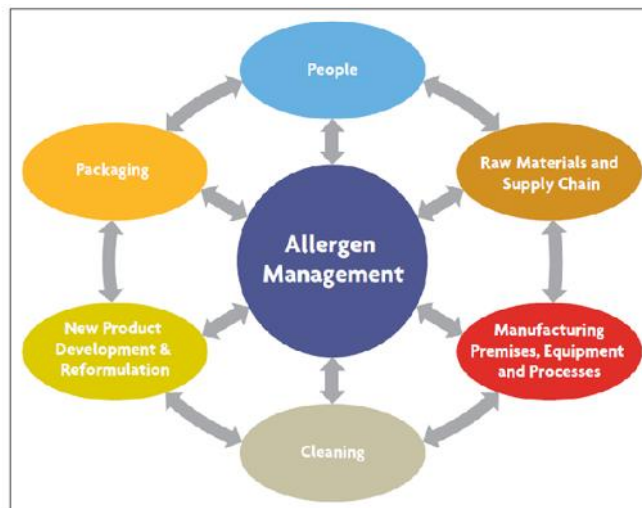 People
Packaging
Raw Materials and
Supply Chain
Allergen
Management
New Product
Development &
Reformulation
Manufacturing
Premises, Equipment
and Processes
Cleaning